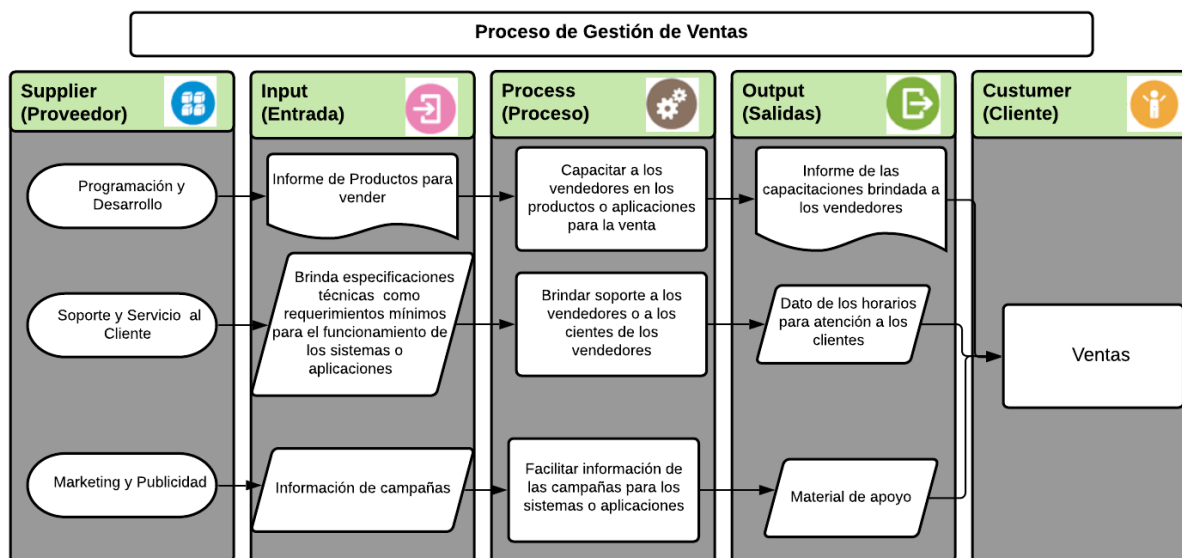 Proceso de Gestión de Ventas
Supplier
(Proveedor)
Input
(Entrada)
Process
(Proceso)
Output
(Salidas)
Custumer
(Cliente)
Programación y
Desarrollo
Informe de Productos para
vender
Capacitar a los
vendedores en los
productos o aplicaciones
para la venta
Informe de las
capacitaciones brindada a
los vendedores
Soporte y Servicio al
Cliente
Brinda especificaciones
técnicas como
requerimientos mínimos
para el funcionamiento de
los sistemas o
aplicaciones
Brindar soporte a los
vendedores o a los cientes de los
vendedores
Dato de los horarios
para atención a los
clientes
Ventas
Marketing y Publicidad
Información de campañas
Facilitar información de
las campañas para los
sistemas o aplicaciones
Material de apoyo